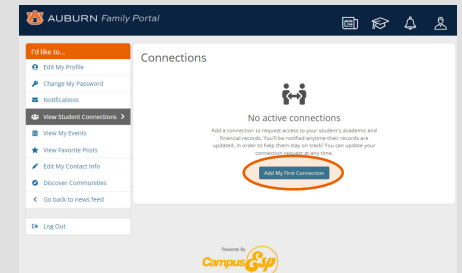 AUBURN Family Portal
I'd like to...
Edit My Profile
Change My Password
Notifications
View Student Connections
View My Events
View Favorite Posts
Edit My Contact Info
Discover Communities
Go back to news feed
Log Out
Connections
No active connections
Add a connection to request access to your student's academic and
financial records. You'll be notified anytime their records are
updated, in order to help them stay on track! You can update your
connection request at any time.
Add My First Connection
Powered By
CampusEsp